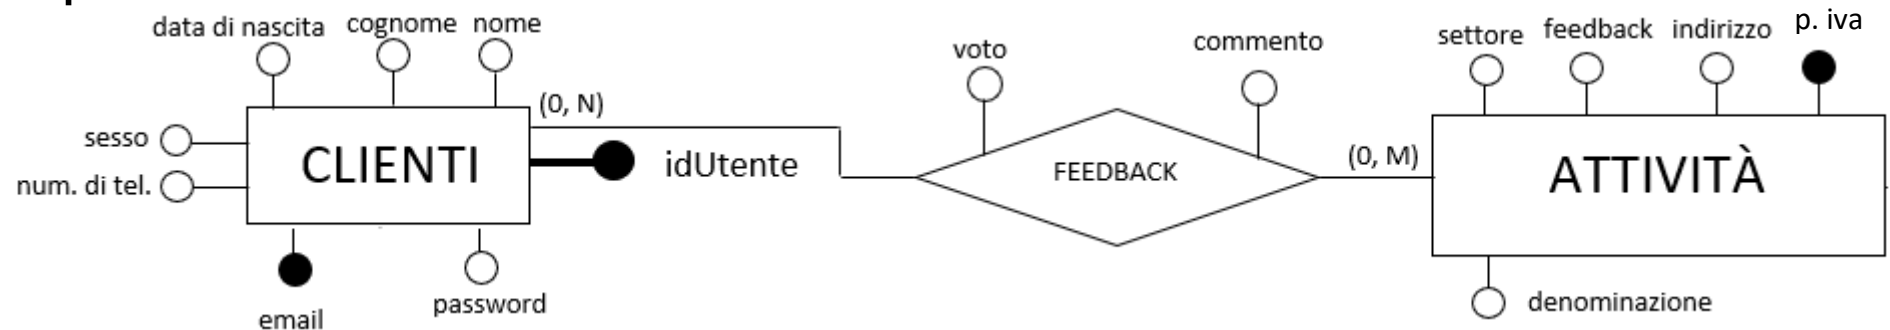 data di nascita
cognome
nome
sesso
num. di tel.
CLIENTI
(0, N)
idUtente
email
password
voto
commento
FEEDBACK
(0, M)
settore
feedback
indirizzo
p. iva
ATTIVITÀ
denominazione